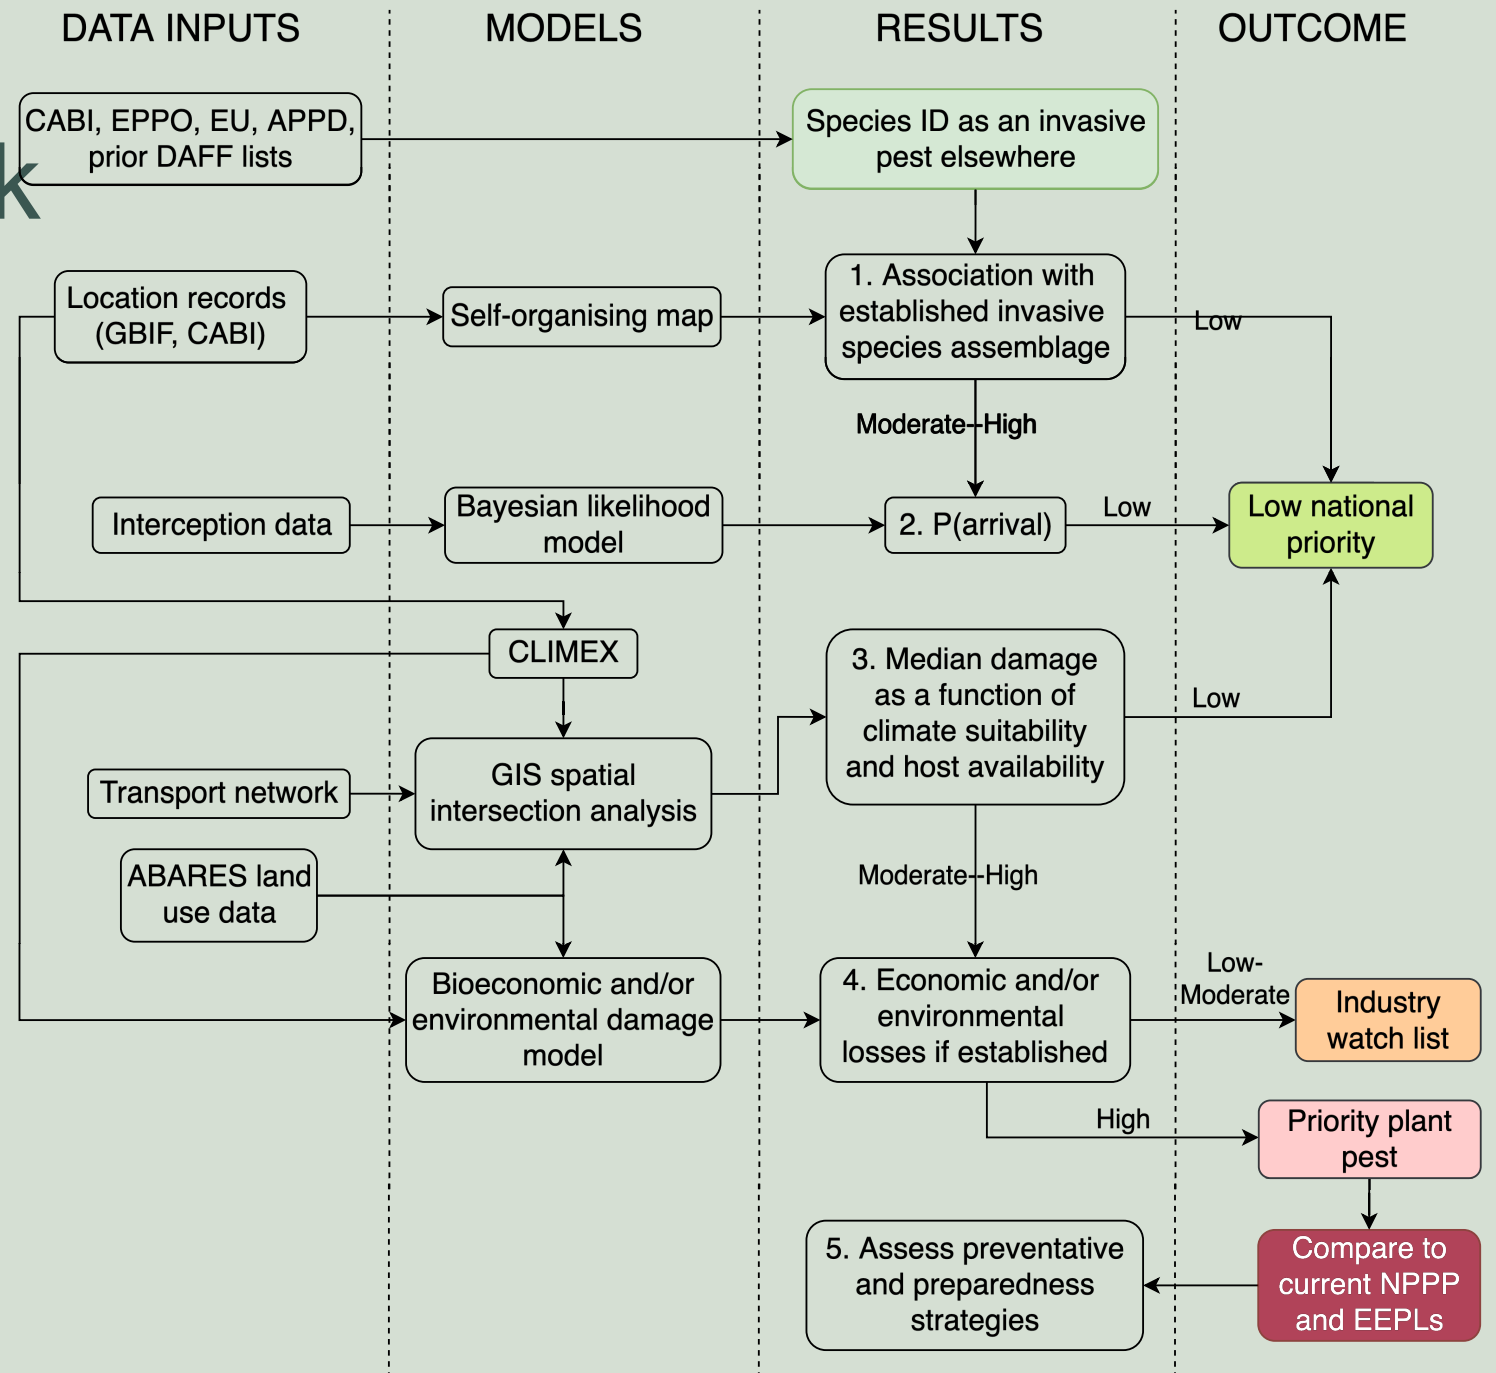 DATA INPUTS
MODELS
RESULTS
OUTCOME
CABI, EPPO, EU, APPD,
prior DAFF lists
Species ID as an invasive
pest elsewhere
k
Location records
(GBIF, CABI)
Self-organising map
1. Association with
established invasive
species assemblage
Low
Moderate--High
Interception data
Bayesian likelihood
model
2. P(arrival)
Low
Low national
priority
CLIMEX
3. Median damage
as a function of
climate suitability
and host availability
Low
Transport network
GIS spatial
intersection analysis
ABARES land
use data
Moderate--High
Bioeconomic and/or
environmental damage
model
4. Economic and/or
environmental
losses if established
Low-
Moderate
Industry
watch list
High
Priority plant
pest
5. Assess preventative
and preparedness
strategies
Compare to
current NPPP
and EEPLs